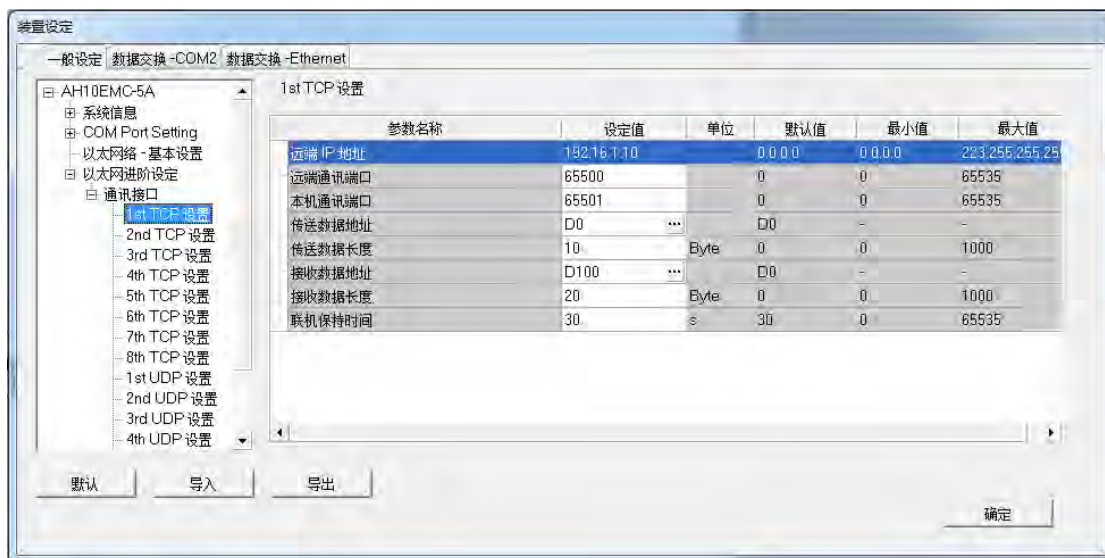 装置设定
一般设定 数据交换-COM2 数据交换-Ethernet
AH10EMC-5A
系统信息
COM Port Setting
以太网络-基本设置
以太网进阶设定
通讯接口
1st TCP 设置
2nd TCP 设置
3rd TCP 设置
4th TCP 设置
5th TCP 设置
6th TCP 设置
7th TCP 设置
8th TCP 设置
1st UDP 设置
2nd UDP 设置
3rd UDP 设置
4th UDP 设置
1st TCP 设置
参数名称 设定值 单位 默认值 最小值 最大值
远端 IP 地址 192.16.1.10 0.0.0.0 0.0.0.0 223.255.255.25
远端通讯端口 65500 0 0 65535
本机通讯端口 65501 0 0 65535
传送数据地址 D0 ... D0 - -
传送数据长度 10 Byte 0 0 1000
接收数据地址 D100 ... D0 - -
接收数据长度 20 Byte 0 0 1000
联机保持时间 30 s 30 0 65535
默认 导入 导出
确定